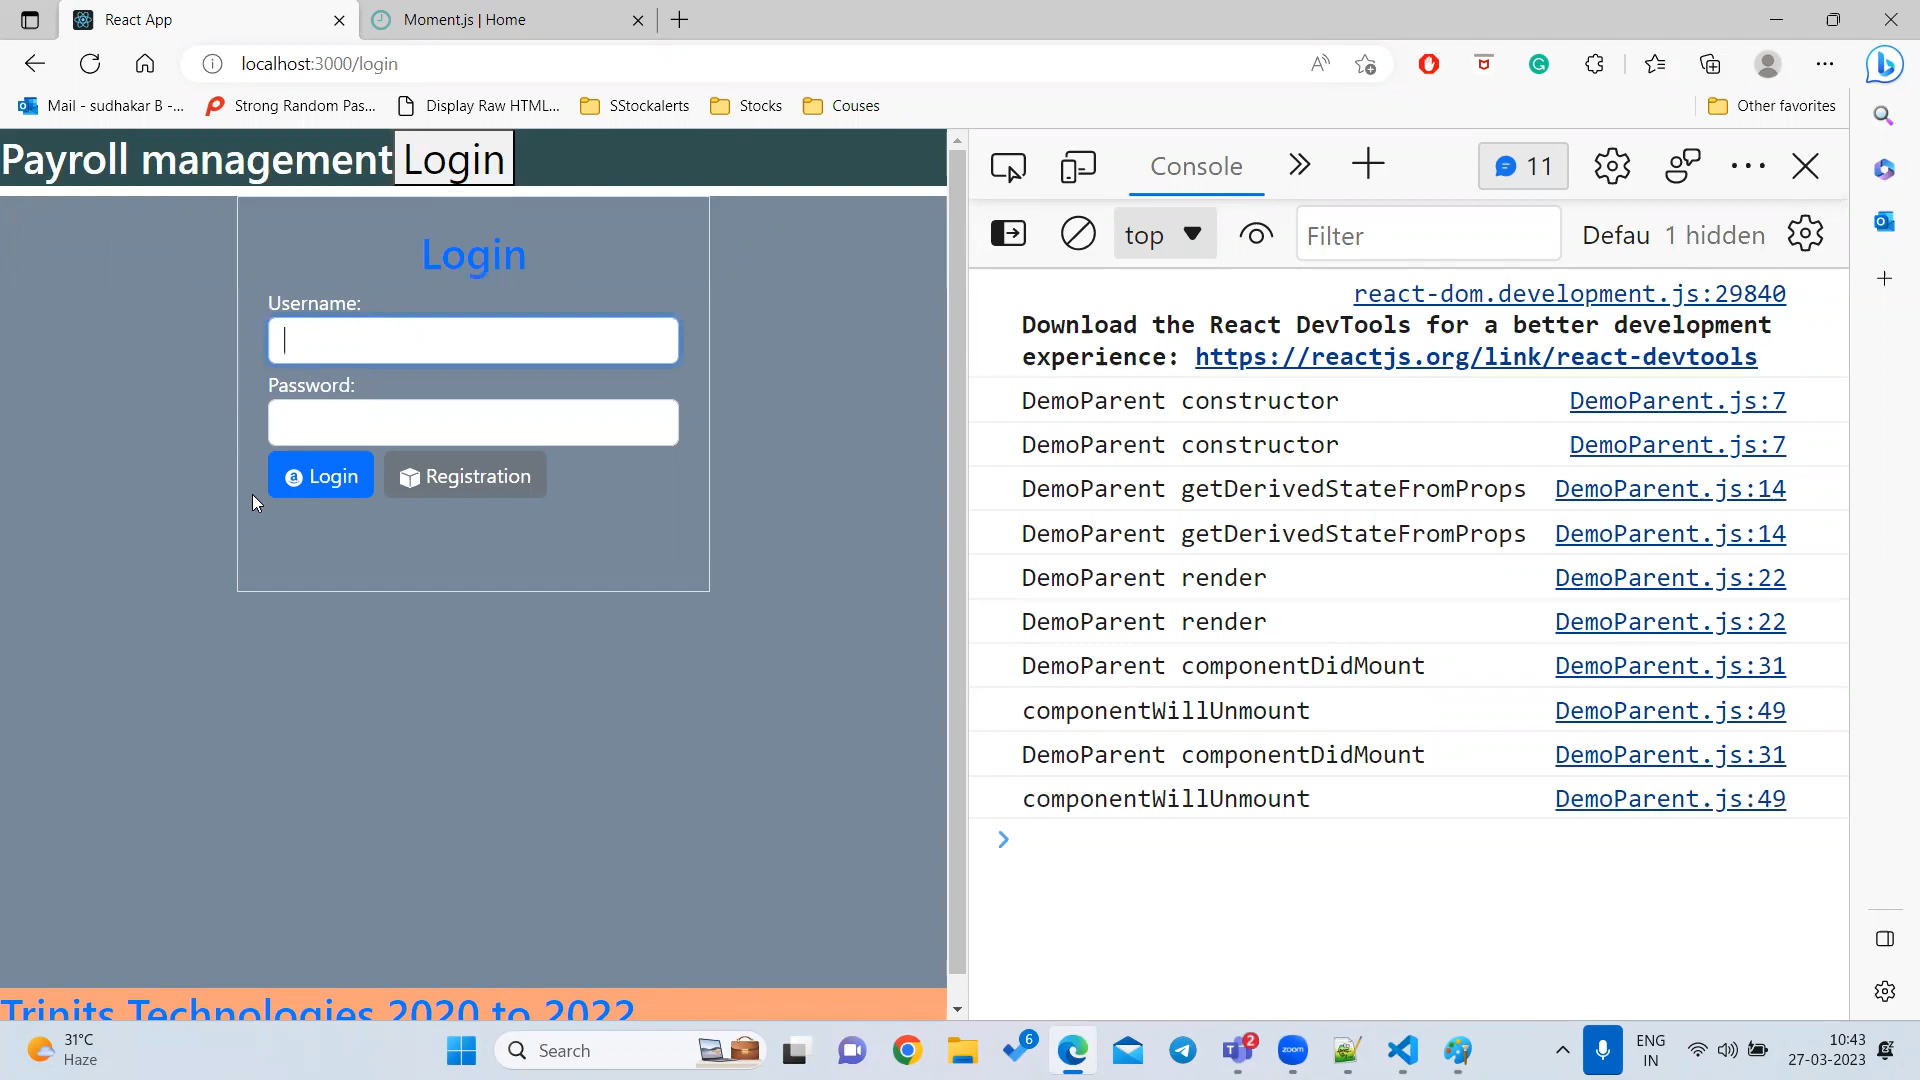 React App
Moment.js | Home
localhost:3000/login
Mail - sudhakar B -...
Strong Random Pas...
Display Raw HTML...
SStockalerts
Stocks
Couses
Other favorites
Payroll management
Login
Login
Username:
Password:
Login
Registration
Trinits Technologies 2020 to 2022
Console
11
top
Filter
Defau
1 hidden
react-dom.development.js:29840
Download the React DevTools for a better development
experience: https://reactjs.org/link/react-devtools
DemoParent constructor DemoParent.js:7
DemoParent constructor DemoParent.js:7
DemoParent getDerivedStateFromProps DemoParent.js:14
DemoParent getDerivedStateFromProps DemoParent.js:14
DemoParent render DemoParent.js:22
DemoParent render DemoParent.js:22
DemoParent componentDidMount DemoParent.js:31
componentWillUnmount DemoParent.js:49
DemoParent componentDidMount DemoParent.js:31
componentWillUnmount DemoParent.js:49
31°C
Haze
Search
6
2
zoom
ENG
IN
10:43
27-03-2023